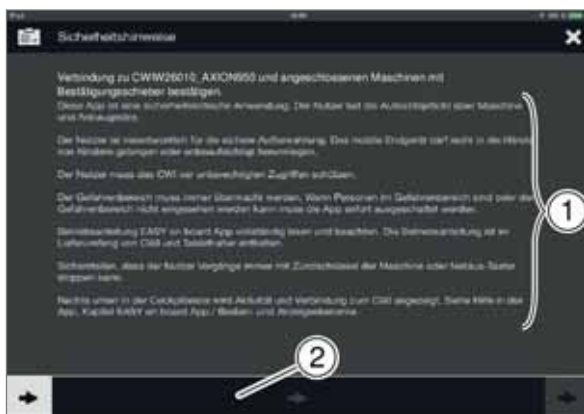 Sicherheitshinweise
Verbindung zu CWIW26010_AXION950 und angeschlossenen Maschinen mit
Bestätigungsschieber bestätigen.
Diese App ist eine sicherheitskritische Anwendung. Der Nutzer hat die Aufsichtspflicht über Maschine
und Anbaugeräte.
Der Nutzer ist verantwortlich für die sichere Aufbewahrung. Das mobile Endgerät darf nicht in die Hände
von Kindern gelangen oder unbeaufsichtigt herumliegen.
Der Nutzer muss das CWI vor unberechtigten Zugriffen schützen.
Der Gefahrenbereich muss immer überwacht werden. Wenn Personen im Gefahrenbereich sind oder der
Gefahrenbereich nicht eingesehen werden kann muss die App sofort ausgeschaltet werden.
Betriebsanleitung EASY on board App vollständig lesen und beachten. Die Betriebsanleitung ist im
Lieferumfang von CWI und Tablethalter enthalten.
Sicherstellen, dass der Nutzer Vorgänge immer mit Zündschlüssel der Maschine oder Notaus-Taster
stoppen kann.
Rechts unten in der Cockpitleiste wird Aktivität und Verbindung zum CWI angezeigt. Siehe Hilfe in der
App, Kapitel EASY on board App / Bedien- und Anzeigeelemente.
1
2